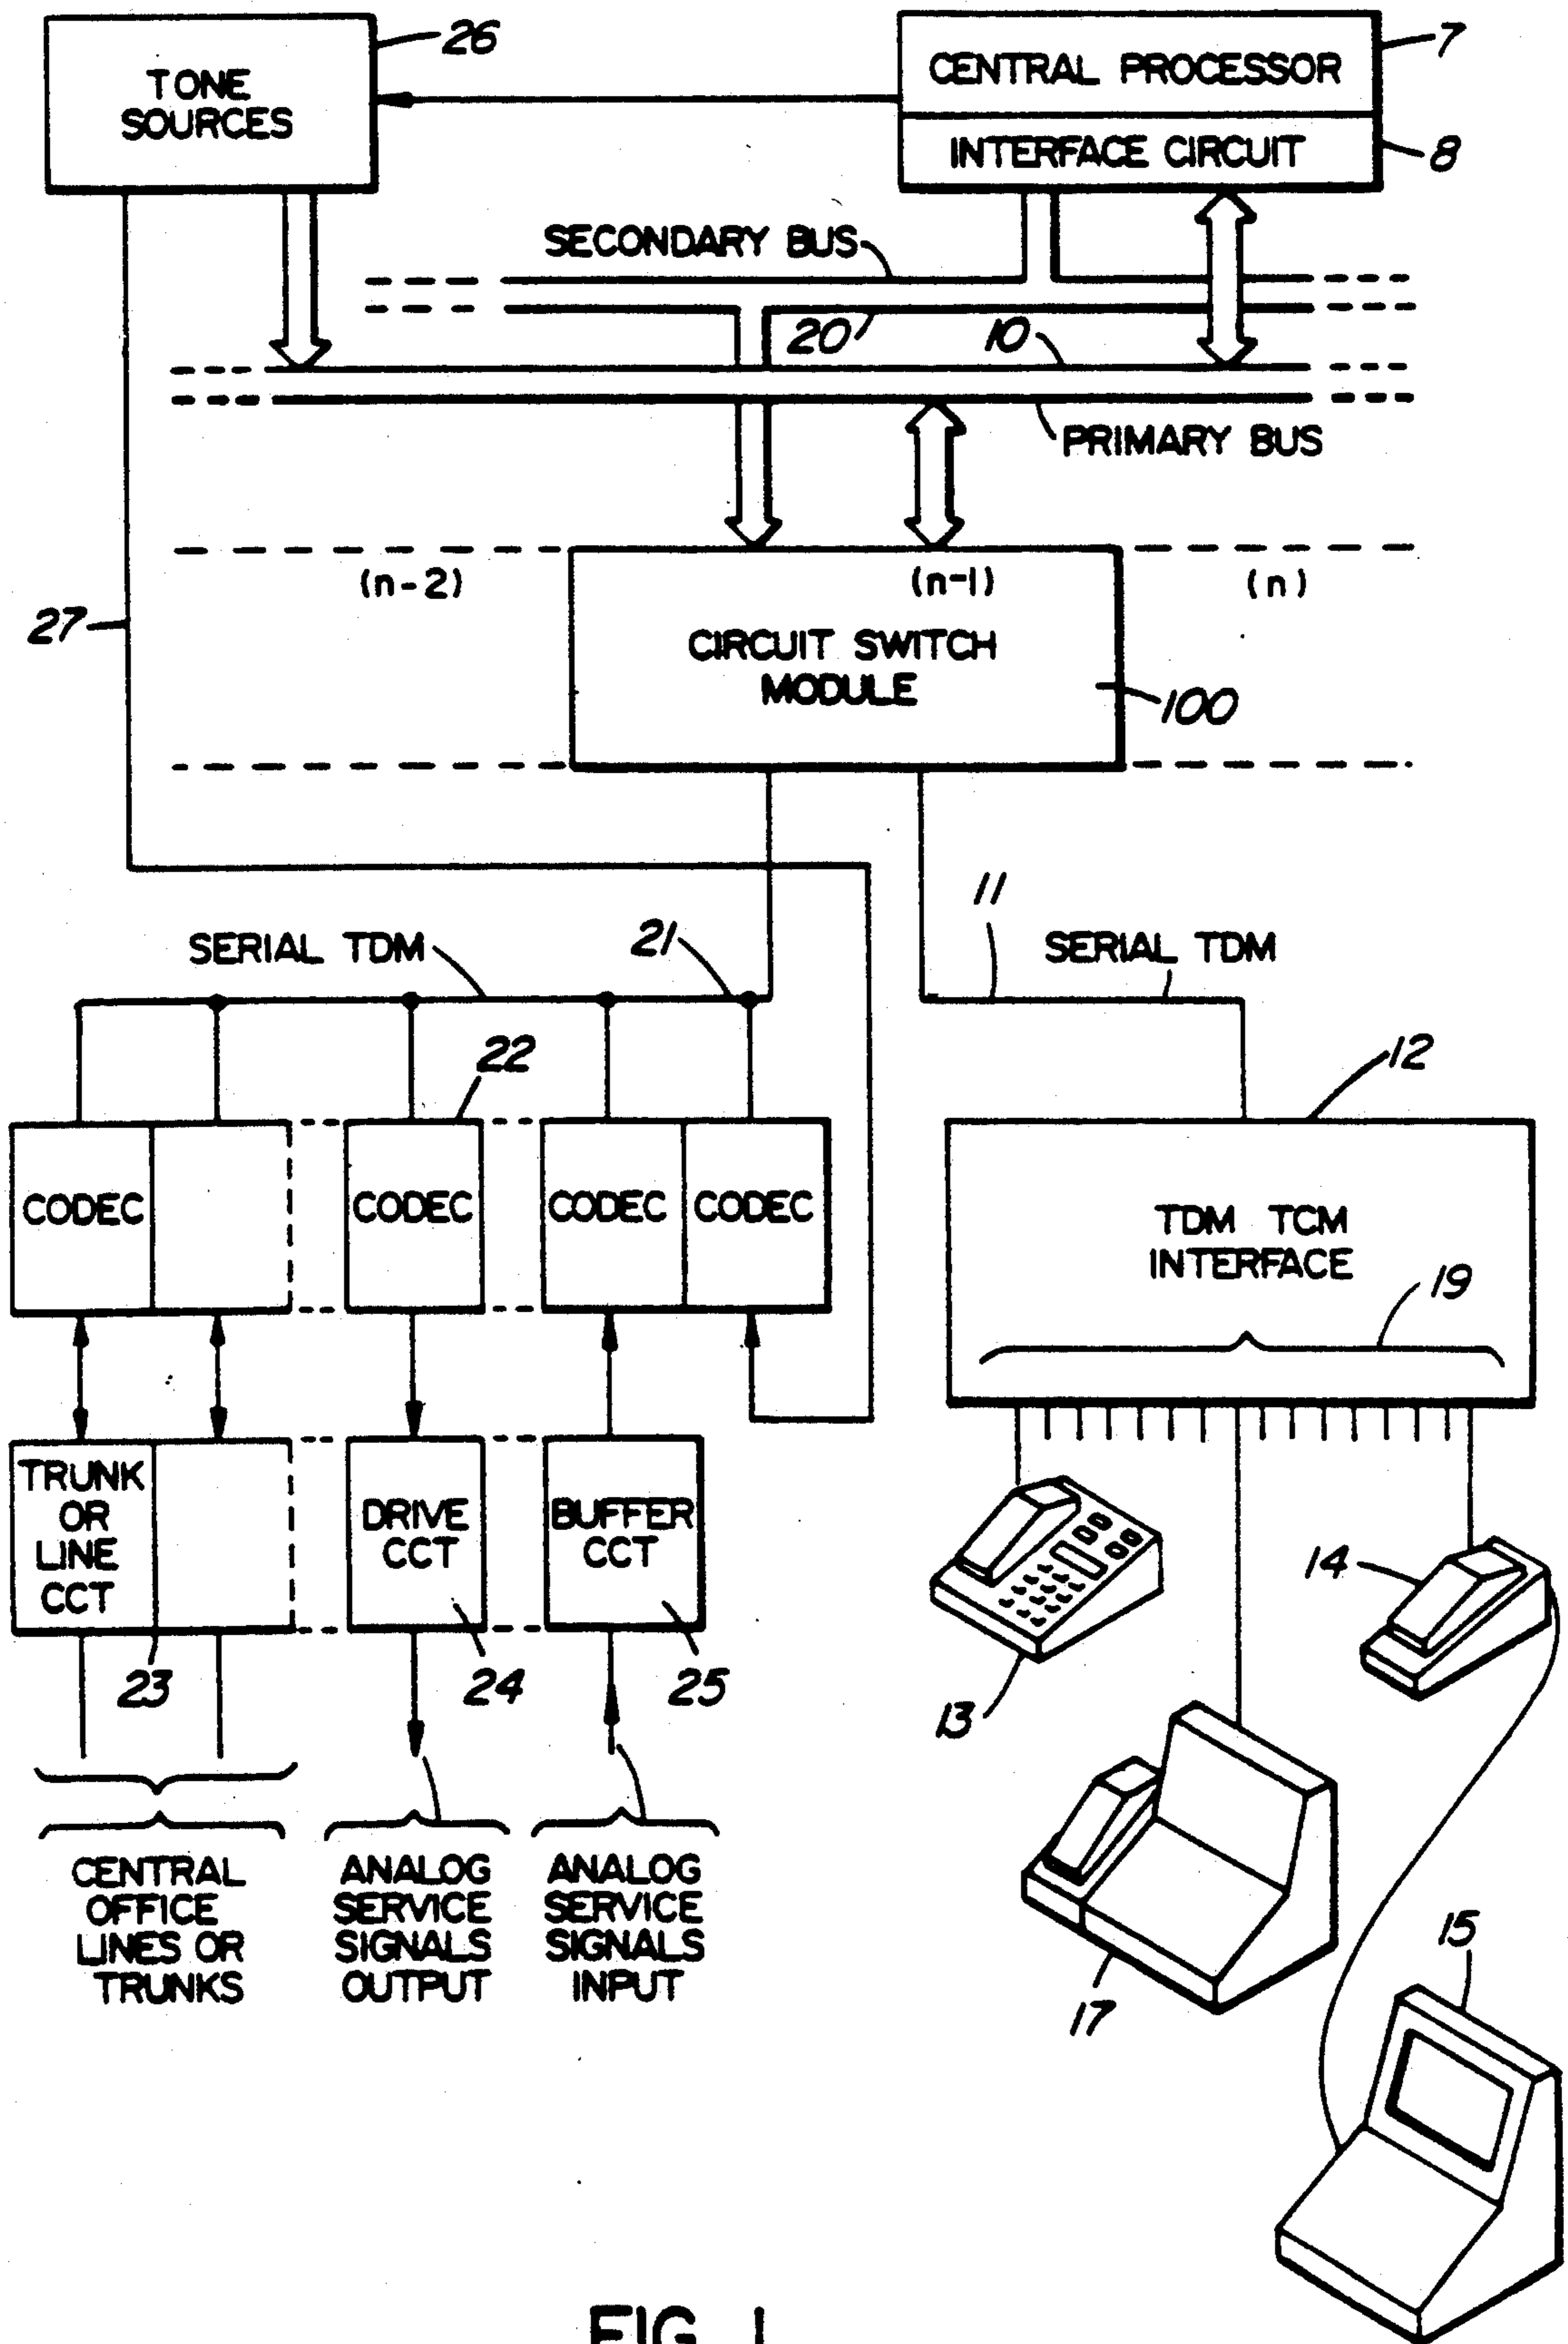 26
TONE
SOURCES
CENTRAL PROCESSOR
7
INTERFACE CIRCUIT
8
SECONDARY BUS
20
10
PRIMARY BUS
(n-2)
(n-1)
(n)
27
CIRCUIT SWITCH
MODULE
100
11
SERIAL TDM
21
SERIAL TDM
22
12
CODEC
CODEC
CODEC
CODEC
TDM TCM
INTERFACE
19
TRUNK
OR
LINE
CCT
DRIVE
CCT
BUFFER
CCT
14
23
24
25
13
CENTRAL
OFFICE
LINES OR
TRUNKS
ANALOG
SERVICE
SIGNALS
OUTPUT
ANALOG
SERVICE
SIGNALS
INPUT
15
17
FIG. 1